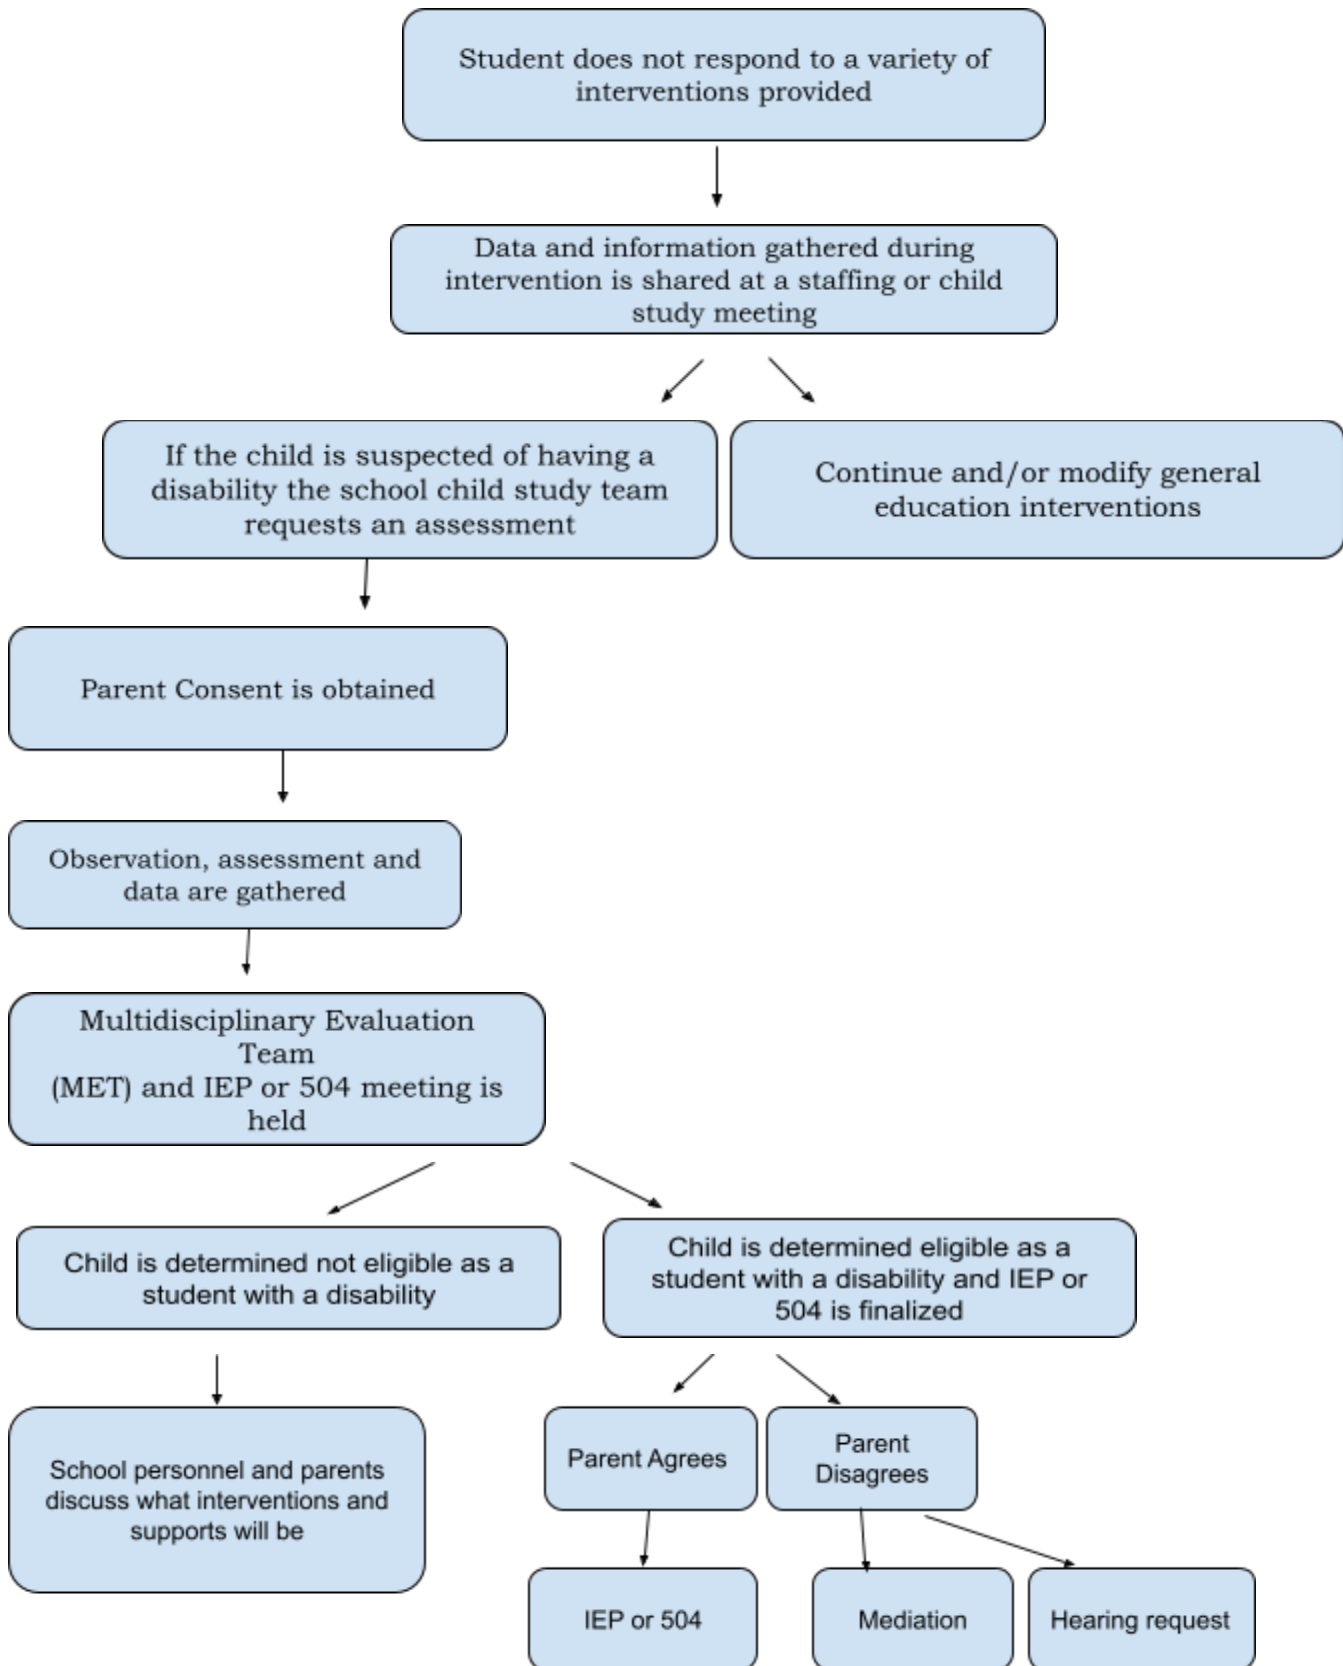 Student does not respond to a variety of
interventions provided
Data and information gathered during
intervention is shared at a staffing or child
study meeting
If the child is suspected of having a
disability the school child study team
requests an assessment
Continue and/or modify general
education interventions
Parent Consent is obtained
Observation, assessment and
data are gathered
Multidisciplinary Evaluation
Team
(MET) and IEP or 504 meeting is
held
Child is determined not eligible as a
student with a disability
Child is determined eligible as a
student with a disability and IEP or
504 is finalized
School personnel and parents
discuss what interventions and
supports will be
Parent Agrees
Parent
Disagrees
IEP or 504
Mediation
Hearing request